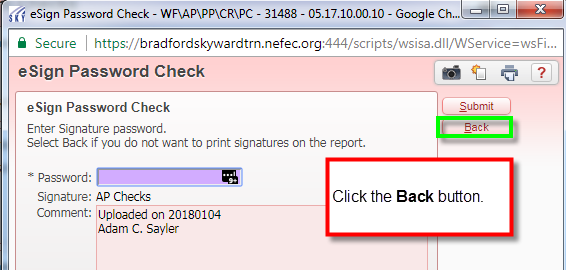 eSign Password Check - WF\AP\PP\CR\PC - 31488 - 05.17.10.00.10 - Google Ch
Secure https://bradfordskywardtrn.nefec.org:444/scripts/wsisa.dll/WService=wsFi...
eSign Password Check
?
eSign Password Check
Submit
Enter Signature password.
Back
Select Back if you do not want to print signatures on the report.
* Password:
Signature: AP Checks
Comment: Uploaded on 20180104
Adam C. Sayler
Click the Back button.